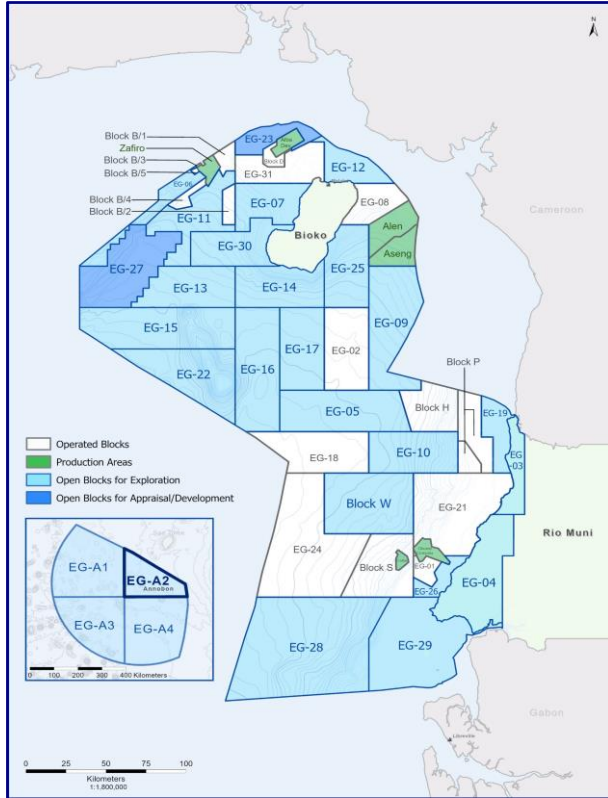 N
Block B/1
Zafiro
Block B/3
Block B/5
Block B/4
Block B/2
EG-23
Alba
Block D
EG-31
EG-12
EG-06
EG-11
EG-07
EG-08
Bioko
Alen
Aseng
Cameroon
EG-27
EG-30
EG-25
EG-13
EG-14
EG-09
EG-15
EG-17
EG-02
EG-22
EG-16
Block P
EG-05
Block H
EG-19
EG-03
EG-18
EG-10
Operated Blocks
Production Areas
Open Blocks for Exploration
Open Blocks for Appraisal/Development
Block W
EG-21
Rio Muni
EG-24
Block S
EG-01
EG-26
EG-04
EG-28
EG-29
EG-A1
EG-A2
Annobon
EG-A3
EG-A4
0 100 200 300 400 Kilometers
Gabon
Libreville
0 25 50 75 100
Kilometers
1:1,800,000